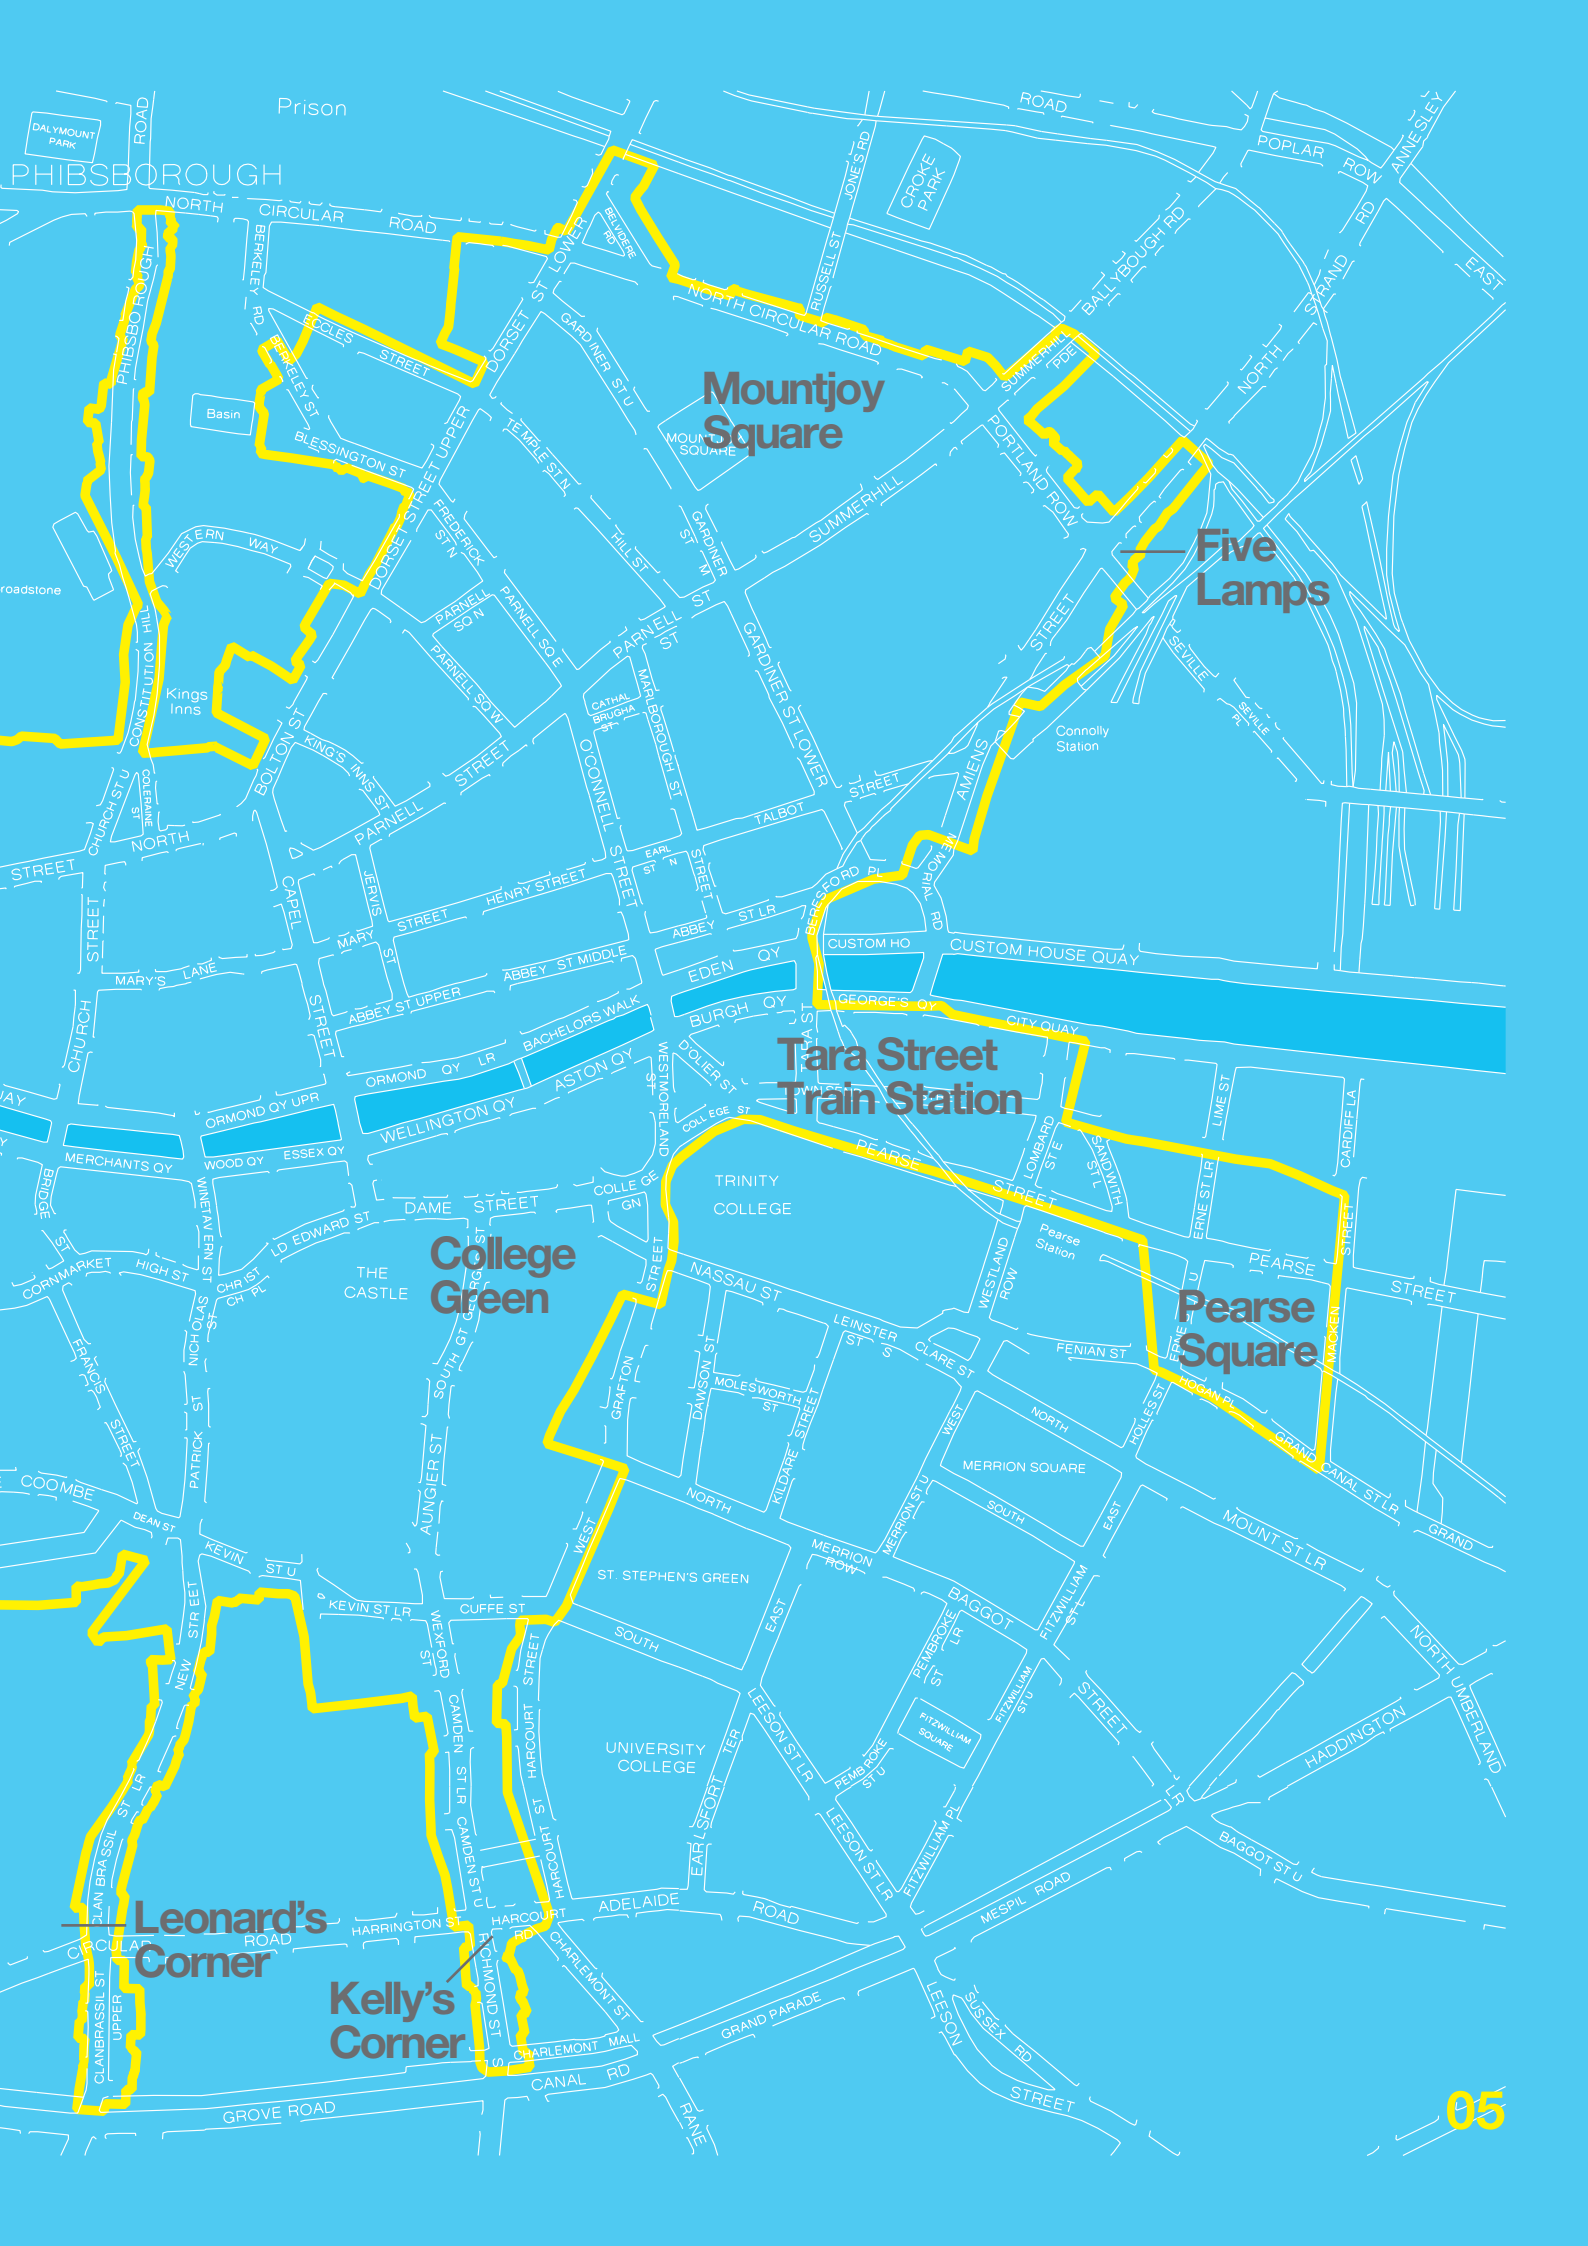 Prison
ROAD
DALYMOUNT
PARK
ROAD
PHIBSBOROUGH
NORTH CIRCULAR ROAD
JONE'S RD
CROKE
PARK
POPLAR ROW
ANNESLEY
EAST
BERKELEY RD
BELVIDERE
RD
DORSET ST LOWER
RUSSELL ST
BALLYBOUGH RD
NORTH STRAND RD
PHIBSBOROUGH
ECCLES STREET
BERKELEY ST
NORTH CIRCULAR ROAD
GARDINER ST U
SUMMERHILL
PDE
Mountjoy
Square
MOUNTJOY
SQUARE
Basin
BLESSINGTON ST
DORSET STREET UPPER
TEMPLE ST N
PORTLAND ROW
SUMMERHILL
WESTERN WAY
FREDERICK
ST N
HILL ST
GARDINER
ST M
Five
Lamps
roadstone
PARNELL
SQ N
PARNELL SQ E
PARNELL ST
ST
GARDINER ST LOWER
STREET
SEVILLE
SEVILLE
PL
CONSTITUTION HILL
Kings
Inns
PARNELL SQ W
CATHAL
BRUGHA
ST
MARLBOROUGH ST
Connolly
Station
BOLTON ST
KING'S INNS ST
PARNELL STREET
O'CONNELL STREET
AMIENS
CHURCH ST U
COLERAINE
ST
NORTH
STREET
TALBOT STREET
MEMORIAL RD
EARL
ST N
STREET
BERESFORD PL
CAPEL
STREET
JERVIS
ST
HENRY STREET
MARY STREET
ABBEY ST LR
STREET
CUSTOM HO
CUSTOM HOUSE QUAY
MARY'S LANE
ABBEY ST MIDDLE
ABBEY ST UPPER
EDEN QY
BURGH QY
GEORGE'S QY
CITY QUAY
CHURCH
BACHELORS WALK
ORMOND QY LR
ASTON QY
WESTMORELAND
ST
D'OLIER ST
TARA ST
Tara Street
Train Station
ORMOND QY UPR
WELLINGTON QY
COLLEGE ST
LIME ST
CARDIFF LA
MERCHANTS QY
WOOD QY
ESSEX QY
PEARSE STREET
LOMBARD
ST E
SANDWITH
ST L
ERNE ST LR
BRIDGE
ST
WINETAVERN ST
COLLEGE
GN
TRINITY
COLLEGE
DAME STREET
LD EDWARD ST
Pearse
Station
STREET
College
Green
CORNMARKET
HIGH ST
CHRIST
CH PL
THE
CASTLE
SOUTH GT GEORGES ST
STREET
NASSAU ST
WESTLAND
ROW
PEARSE STREET
Pearse
Square
NICHOLAS
ST
LEINSTER
ST S
CLARE ST
FENIAN ST
MACKEN
FRANCIS
STREET
GRAFTON
DAWSON ST
MOLESWORTH
ST
KILDARE STREET
HOGAN PL
HOLLES ST
GRAND CANAL ST LR
PATRICK ST
WEST
NORTH
MERRION SQUARE
COOMBE
AUNGIER ST
NORTH
MERRION ST U
SOUTH
EAST
MOUNT ST LR
GRAND
DEAN ST
KEVIN
ST U
WEST
MERRION
ROW
ST. STEPHEN'S GREEN
KEVIN ST LR
CUFFE ST
EAST
BAGGOT
FITZWILLIAM
ST L
NEW STREET
WEXFORD
ST
SOUTH
PEMBROKE
ST LR
NORTHUMBERLAND
HARCOURT STREET
CAMDEN ST LR
LEESON ST LR
FITZWILLIAM
ST U
STREET
UNIVERSITY
COLLEGE
FITZWILLIAM
SQUARE
PEMBROKE
ST U
HADDINGTON
EARLSFORT TER
LR
CLANBRASSIL ST LR
CAMDEN ST U
HARCOURT ST
LEESON ST LR
FITZWILLIAM PL
BAGGOT ST U
Leonard's
Corner
CIRCULAR ROAD
HARRINGTON ST
HARCOURT
RD
ADELAIDE ROAD
MESPIL ROAD
Kelly's
Corner
CLANBRASSIL ST
UPPER
RICHMOND ST
S
CHARLEMONT ST
CHARLEMONT MALL
GRAND PARADE
LEESON
STREET
SUSSEX RD
CANAL RD
GROVE ROAD
RANE
05